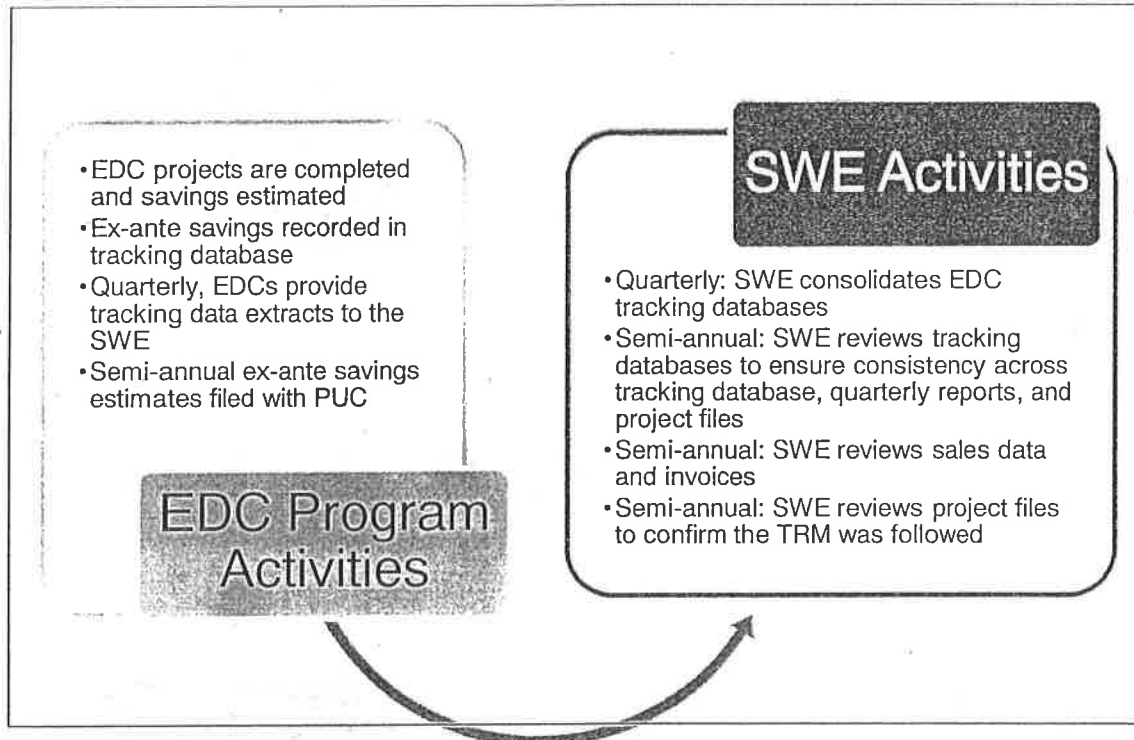 •EDC projects are completed
and savings estimated
•Ex-ante savings recorded in
tracking database
•Quarterly, EDCs provide
tracking data extracts to the
SWE
•Semi-annual ex-ante savings
estimates filed with PUC
EDC Program
Activities
SWE Activities
•Quarterly: SWE consolidates EDC
tracking databases
•Semi-annual: SWE reviews tracking
databases to ensure consistency across
tracking database, quarterly reports, and
project files
•Semi-annual: SWE reviews sales data
and invoices
•Semi-annual: SWE reviews project files
to confirm the TRM was followed